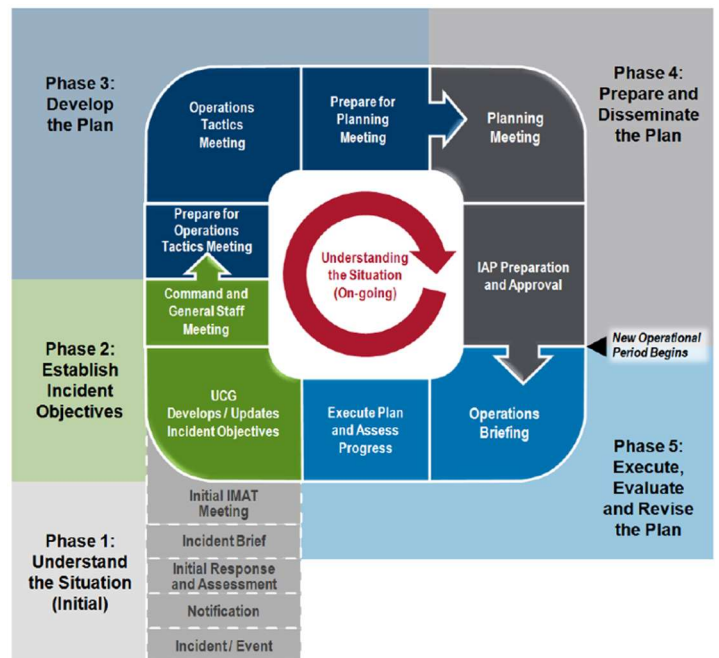 Phase 3:
Develop
the Plan
Operations
Tactics
Meeting
Prepare for
Planning
Meeting
Planning
Meeting
Phase 4:
Prepare and
Disseminate
the Plan
Prepare for
Operations
Tactics Meeting
Understanding
the Situation
(On-going)
IAP Preparation
and Approval
Command and
General Staff
Meeting
New Operational
Period Begins
Phase 2:
Establish
Incident
Objectives
UCG
Develops / Updates
Incident Objectives
Execute Plan
and Assess
Progress
Operations
Briefing
Phase 5:
Execute,
Evaluate
and Revise
the Plan
Phase 1:
Understand
the Situation
(Initial)
Initial IMAT
Meeting
Incident Brief
Initial Response
and Assessment
Notification
Incident / Event